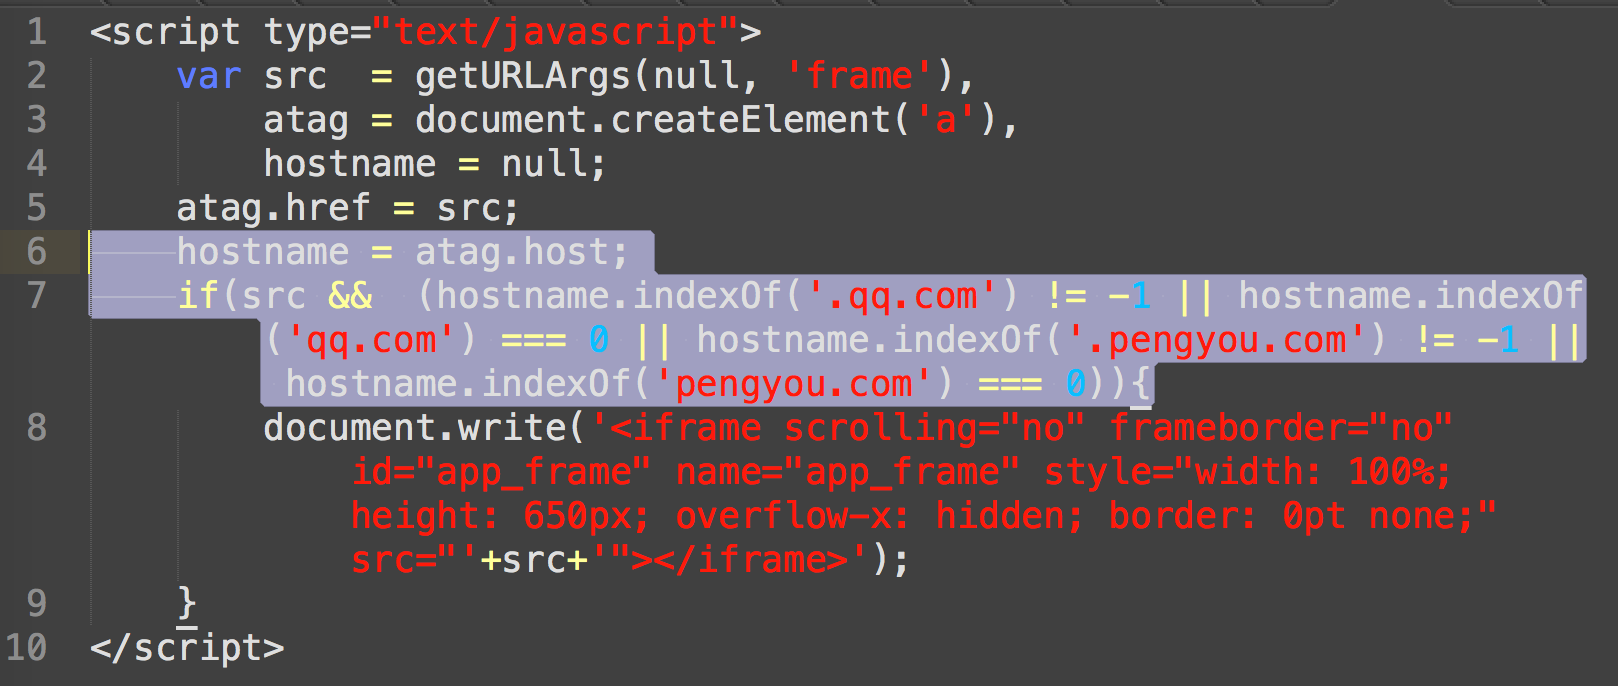 1 <script type="text/javascript">
2     var src  = getURLArgs(null, 'frame'),
3         atag = document.createElement('a'),
4         hostname = null;
5     atag.href = src;
6     hostname = atag.host;
7     if(src &&  (hostname.indexOf('.qq.com') != -1 || hostname.indexOf
('qq.com') === 0 || hostname.indexOf('.pengyou.com') != -1 ||
hostname.indexOf('pengyou.com') === 0)){
8         document.write('<iframe scrolling="no" frameborder="no"
id="app_frame" name="app_frame" style="width: 100%;
height: 650px; overflow-x: hidden; border: 0pt none;"
src="'+src+'"></iframe>');
9     }
10 </script>